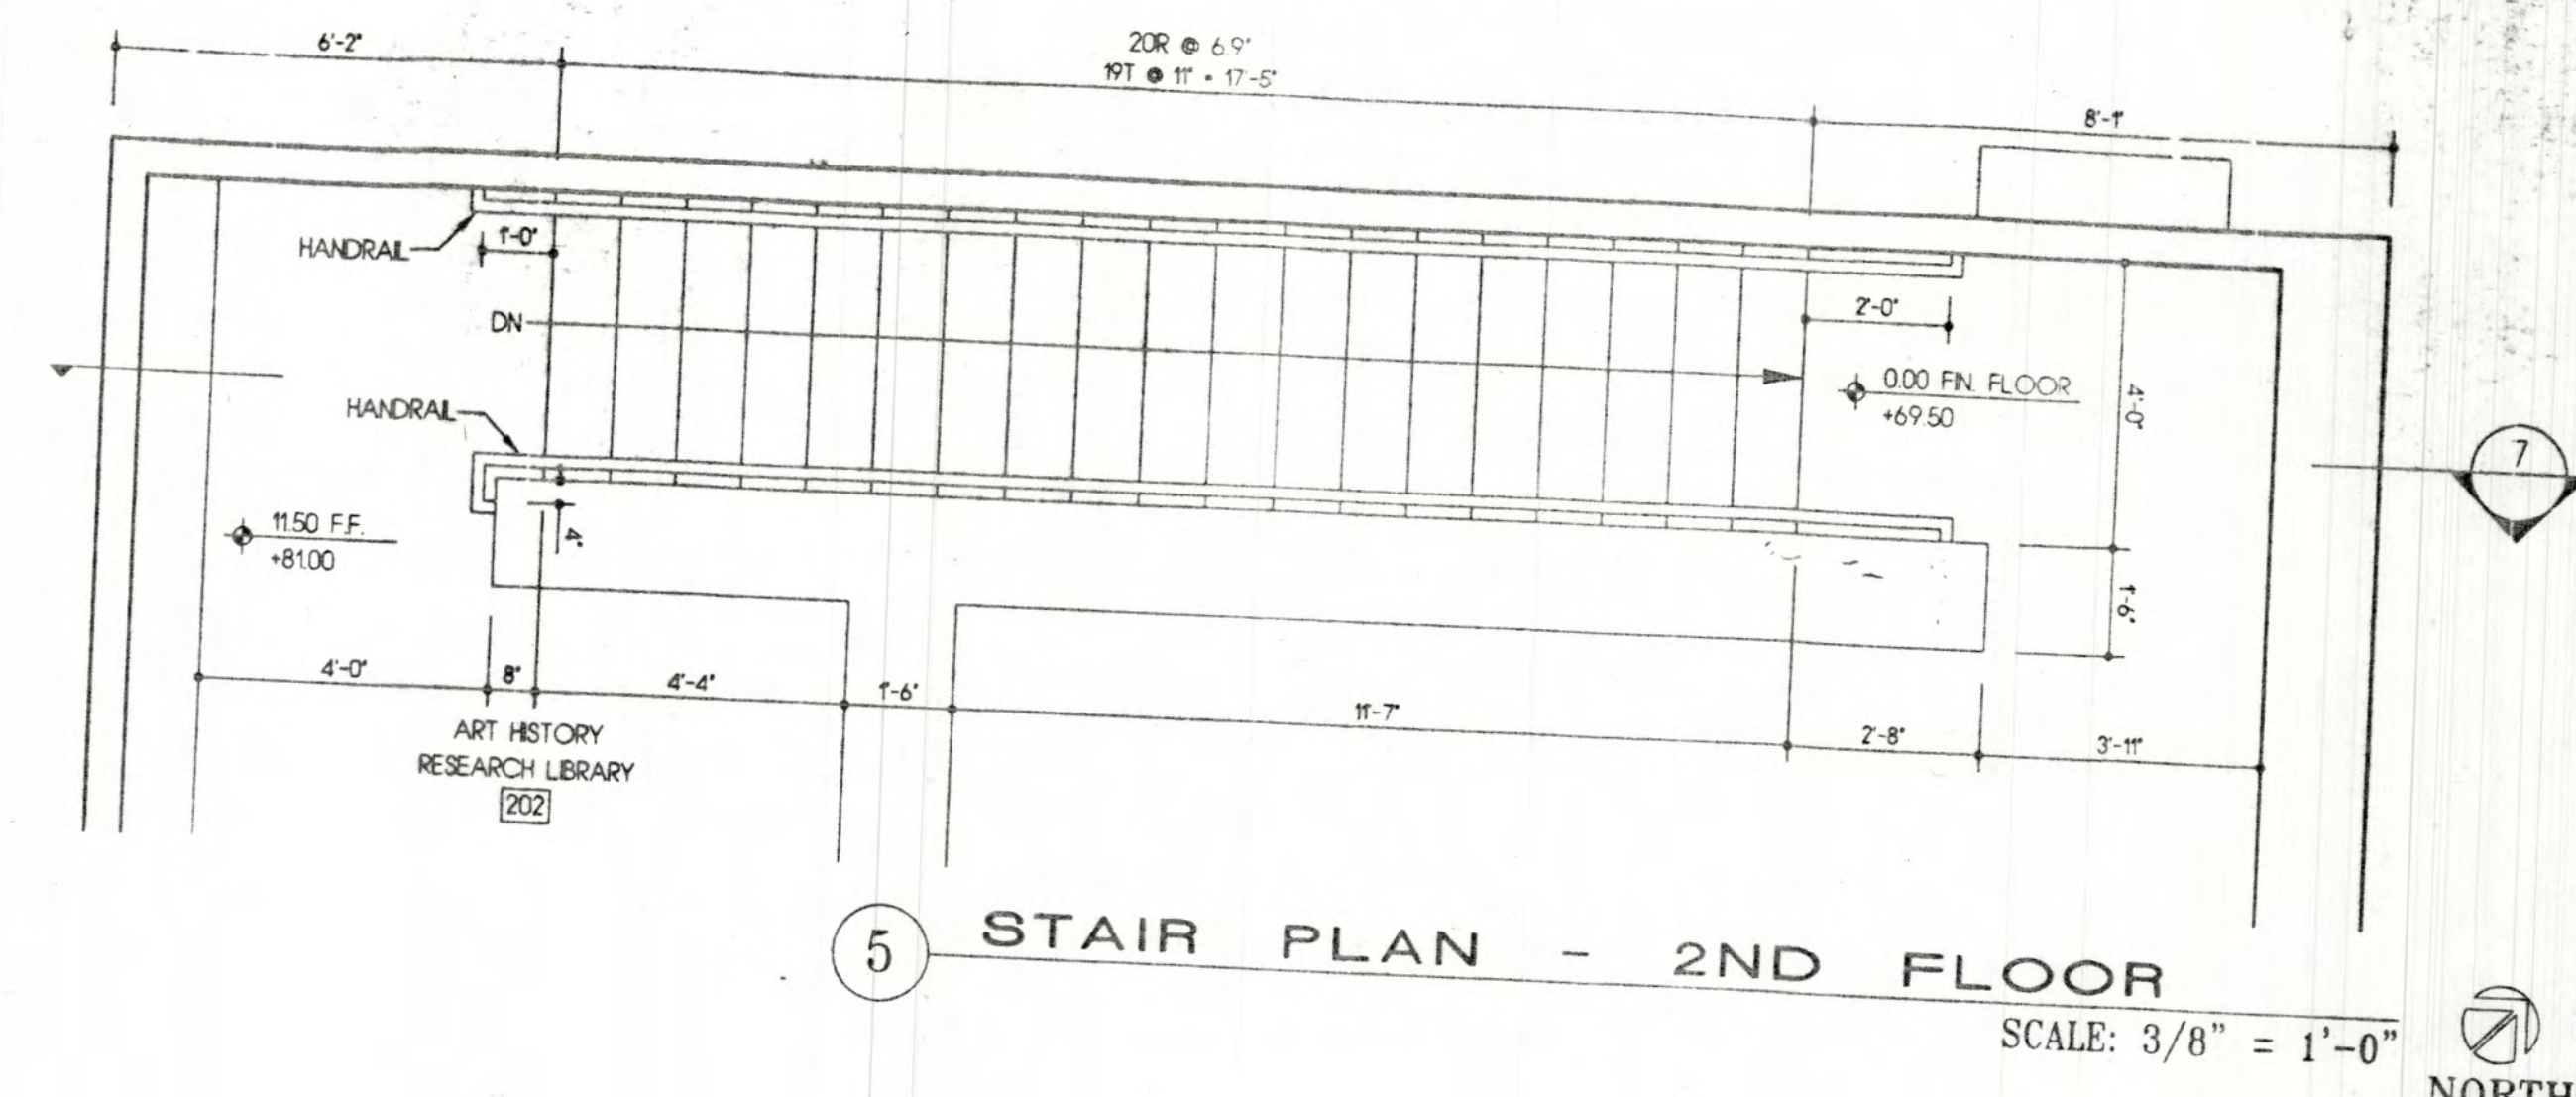 6'-2"
20R @ 6.9"
19T @ 11" = 17'-5"
8'-1"
HANDRAIL
1'-0"
DN
2'-0"
0.00 FIN. FLOOR
+69.50
4'-0"
HANDRAIL
7
11.50 F.F.
+81.00
4"
1'-6"
4'-0"
8"
4'-4"
1'-6"
11'-7"
2'-8"
3'-11"
ART HISTORY
RESEARCH LIBRARY
202
5
STAIR PLAN - 2ND FLOOR
SCALE: 3/8" = 1'-0"
NORTH